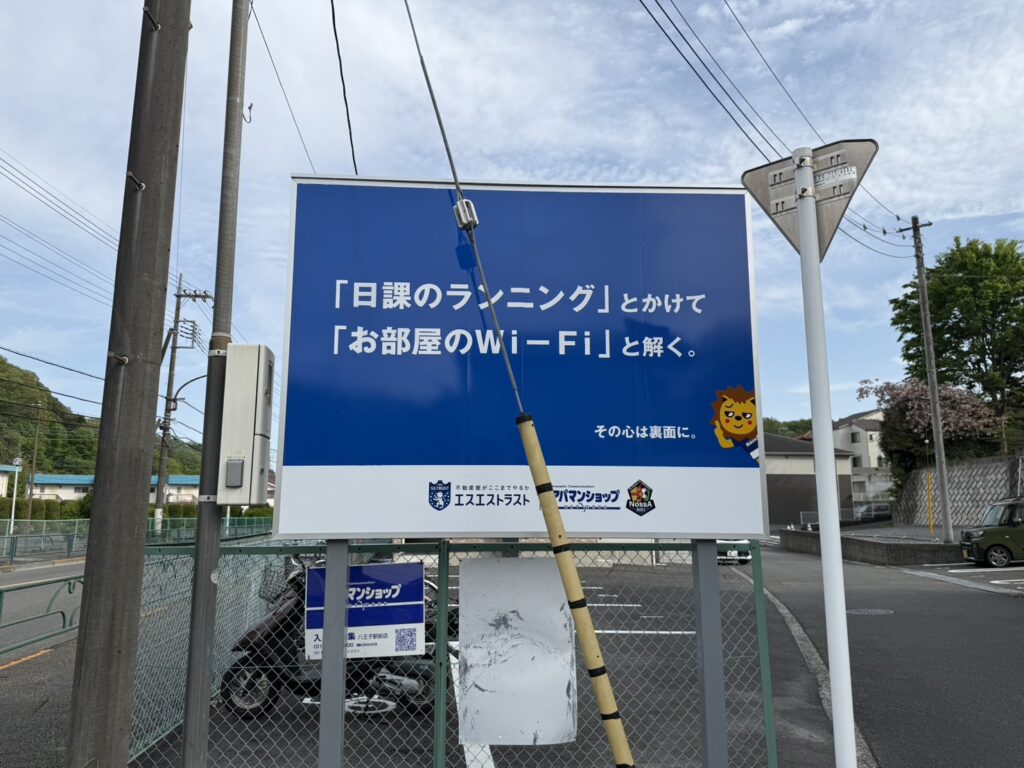 「日課のランニング」とかけて
「お部屋のWi－Fi」と解く。
その心は裏面に。
SS TRUST
不動産屋がここまでやるか
エスエストラスト
アパマンショップ
NossA
マンショップ
八王子駅前店